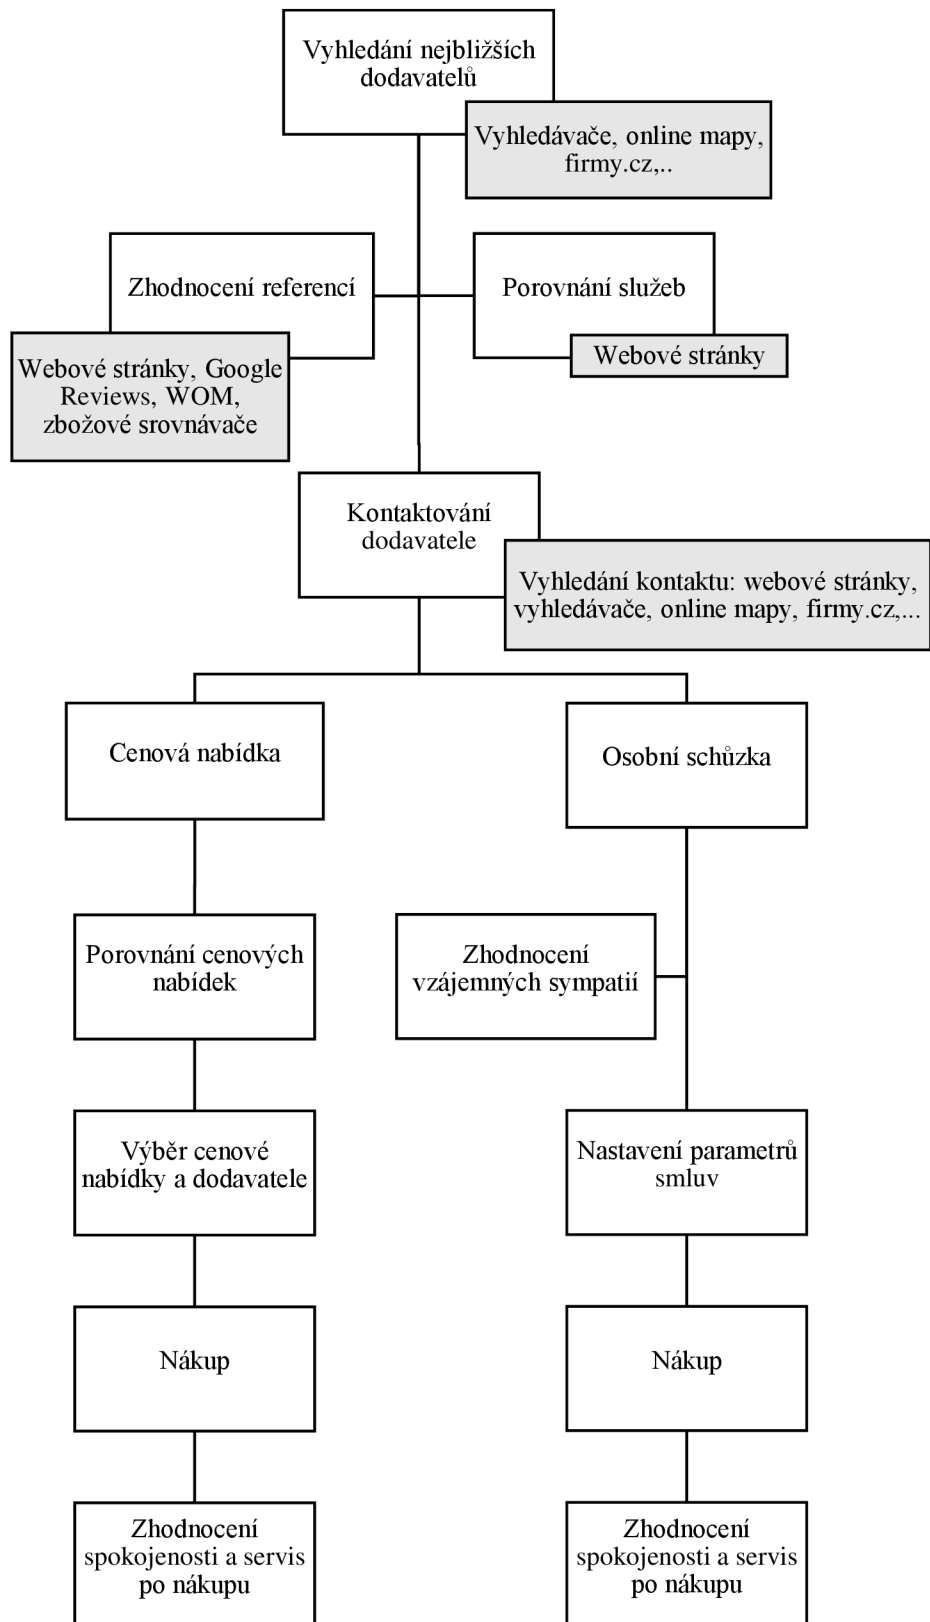 Vyhledání nejbližších
dodavatelů
Vyhledávače, online mapy,
firmy.cz,..
Zhodnocení referencí
Webové stránky, Google
Reviews, WOM,
zbožové srovnávače
Porovnání služeb
Webové stránky
Kontaktování
dodavatele
Vyhledání kontaktu: webové stránky,
vyhledávače, online mapy, firmy.cz,...
Cenová nabídka
Porovnání cenových
nabídek
Výběr cenové
nabídky a dodavatele
Nákup
Zhodnocení
spokojenosti a servis
po nákupu
Osobní schůzka
Zhodnocení
vzájemných sympatií
Nastavení parametrů
smluv
Nákup
Zhodnocení
spokojenosti a servis
po nákupu